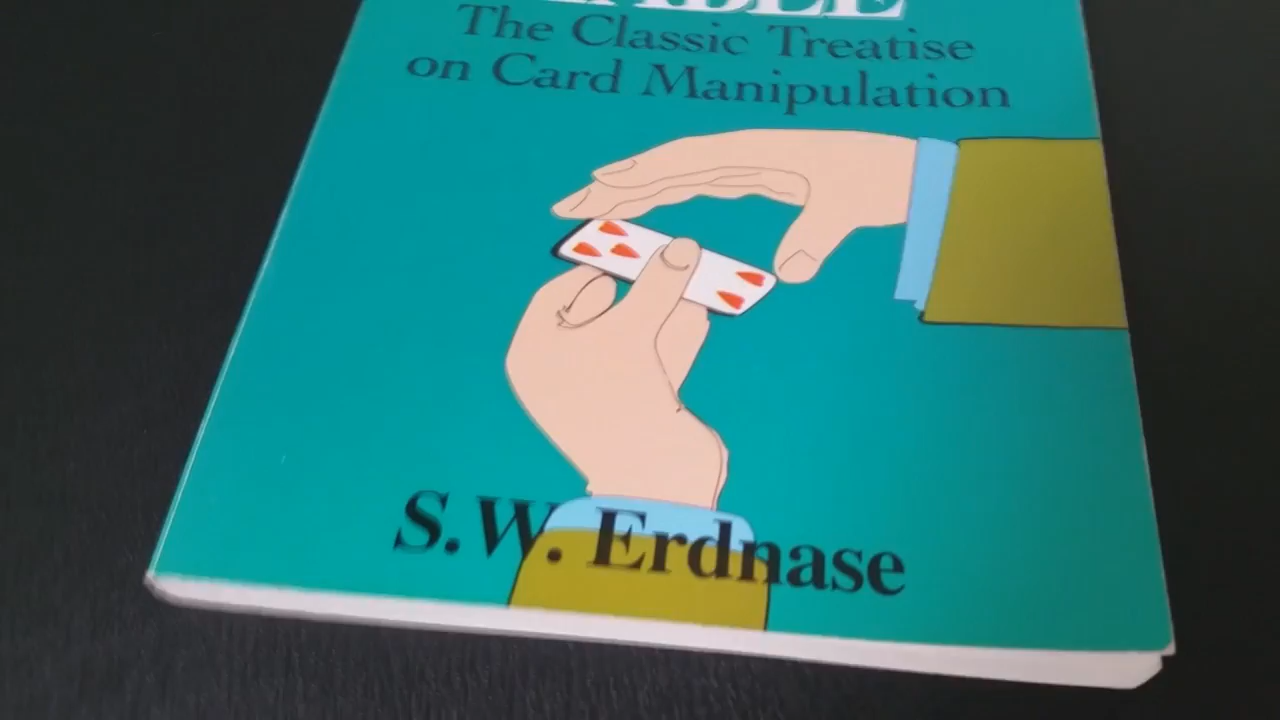 The Classic Treatise
on Card Manipulation
S.W. Erdnase